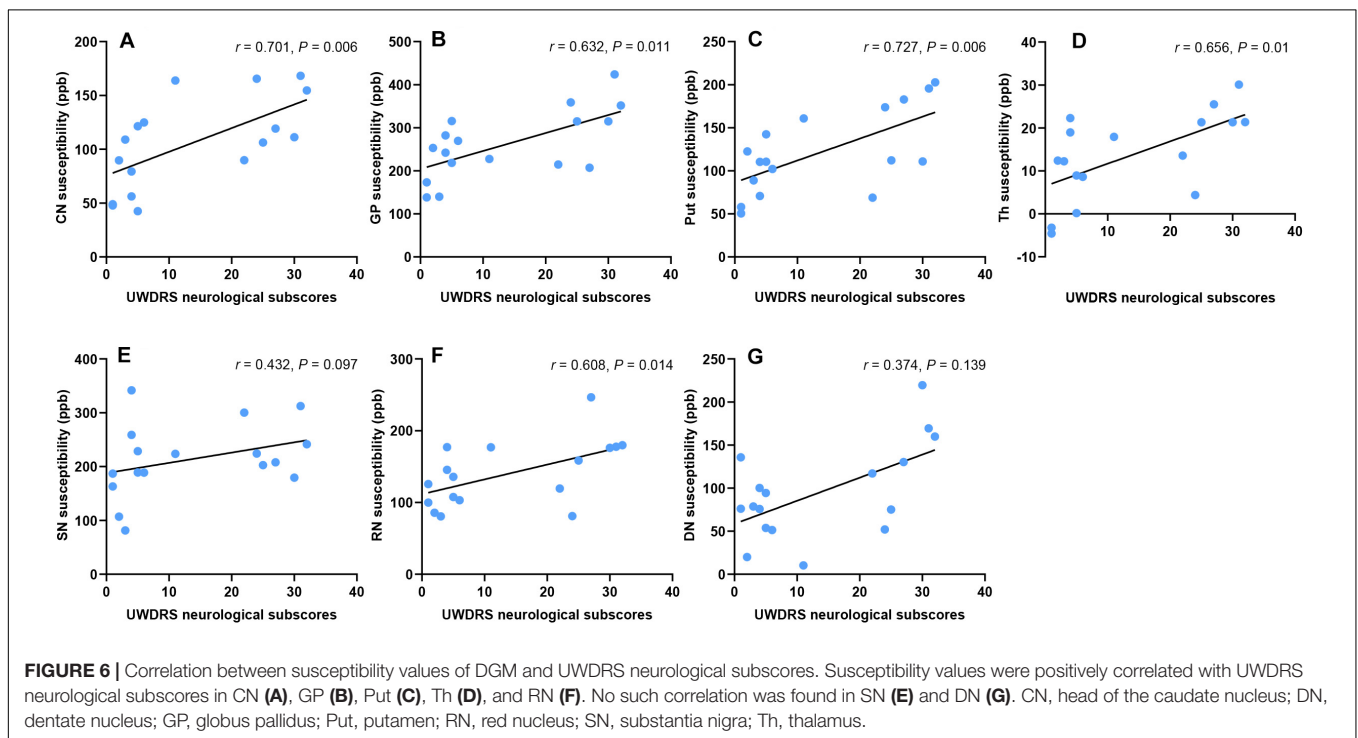 A
r = 0.701, P = 0.006
CN susceptibility (ppb)
200
150
100
50
0
0 10 20 30 40
UWDRS neurological subscores
B
r = 0.632, P = 0.011
GP susceptibility (ppb)
500
400
300
200
100
0
0 10 20 30 40
UWDRS neurological subscores
C
r = 0.727, P = 0.006
Put susceptibility (ppb)
250
200
150
100
50
0
0 10 20 30 40
UWDRS neurological subscores
D
r = 0.656, P = 0.01
Th susceptibility (ppb)
40
30
20
10
0
-10
10 20 30 40
UWDRS neurological subscores
E
r = 0.432, P = 0.097
SN susceptibility (ppb)
400
300
200
100
0
0 10 20 30 40
UWDRS neurological subscores
F
r = 0.608, P = 0.014
RN susceptibility (ppb)
300
200
100
0
0 10 20 30 40
UWDRS neurological subscores
G
r = 0.374, P = 0.139
DN susceptibility (ppb)
250
200
150
100
50
0
0 10 20 30 40
UWDRS neurological subscores
FIGURE 6 | Correlation between susceptibility values of DGM and UWDRS neurological subscores. Susceptibility values were positively correlated with UWDRS
neurological subscores in CN (A), GP (B), Put (C), Th (D), and RN (F). No such correlation was found in SN (E) and DN (G). CN, head of the caudate nucleus; DN,
dentate nucleus; GP, globus pallidus; Put, putamen; RN, red nucleus; SN, substantia nigra; Th, thalamus.